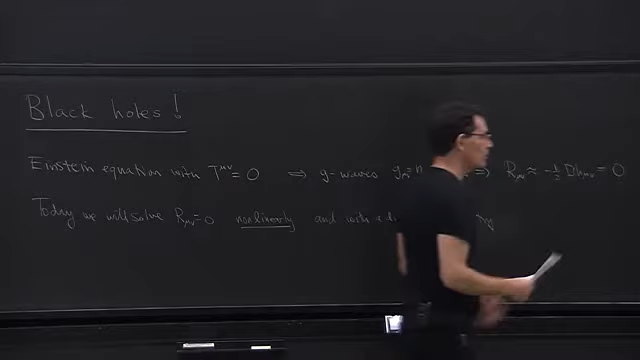 Black holes!
Einstein equation with T^μν = 0 ⇒ g-waves g_μν = η ⇒ R_μν ≈ -½ □h_μν = 0
Today we will solve R_μν = 0 nonlinearly and with a